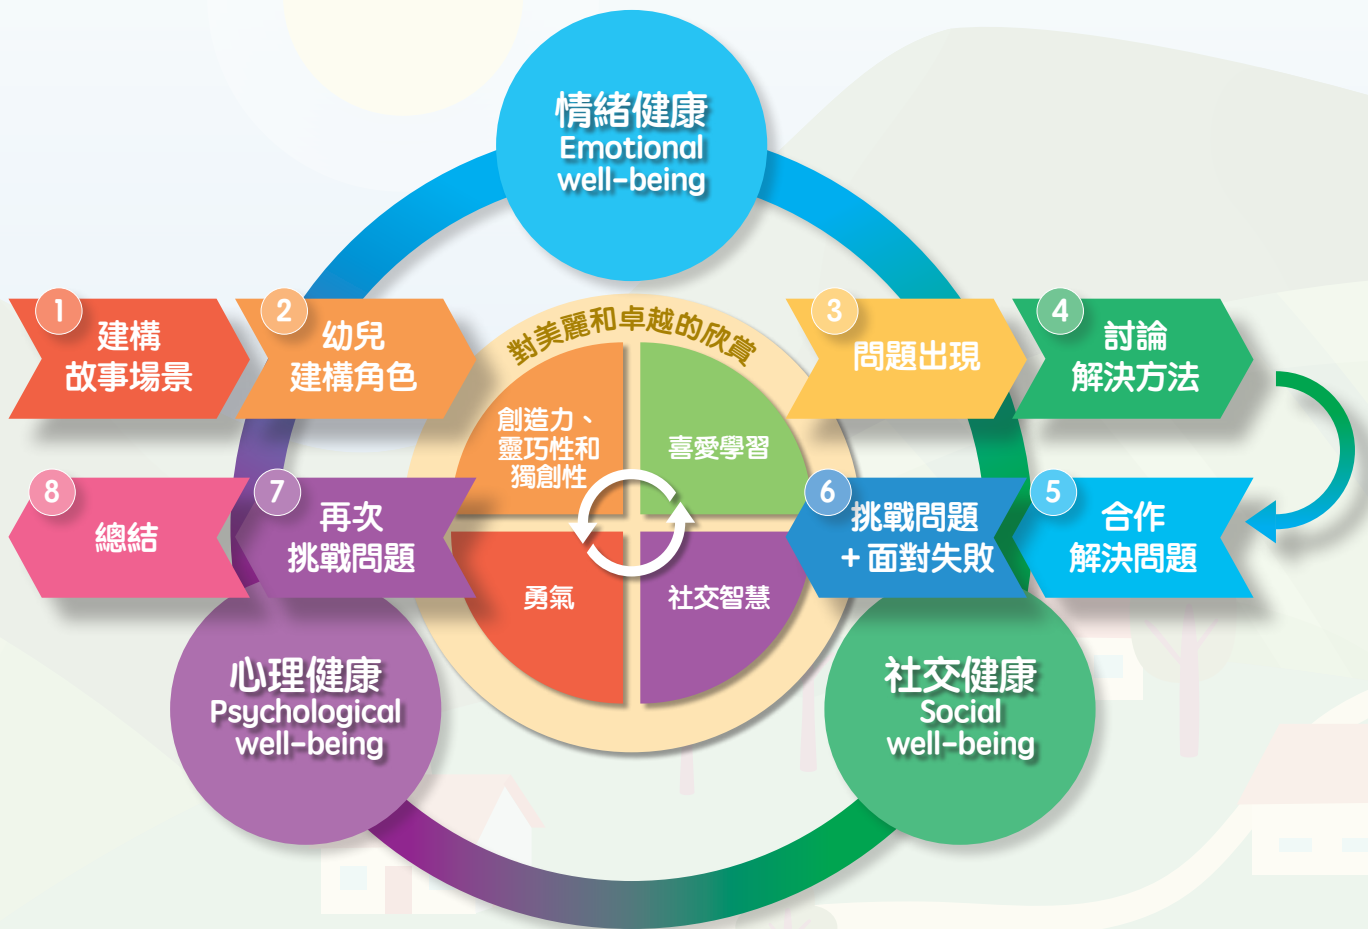 情緒健康
Emotional
well-being
1
建構
故事場景
2
幼兒
建構角色
3
問題出現
4
討論
解決方法
對美麗和卓越的欣賞
創造力、
靈巧性和
獨創性
喜愛學習
勇氣
社交智慧
5
合作
解決問題
6
挑戰問題
+ 面對失敗
7
再次
挑戰問題
8
總結
心理健康
Psychological
well-being
社交健康
Social
well-being